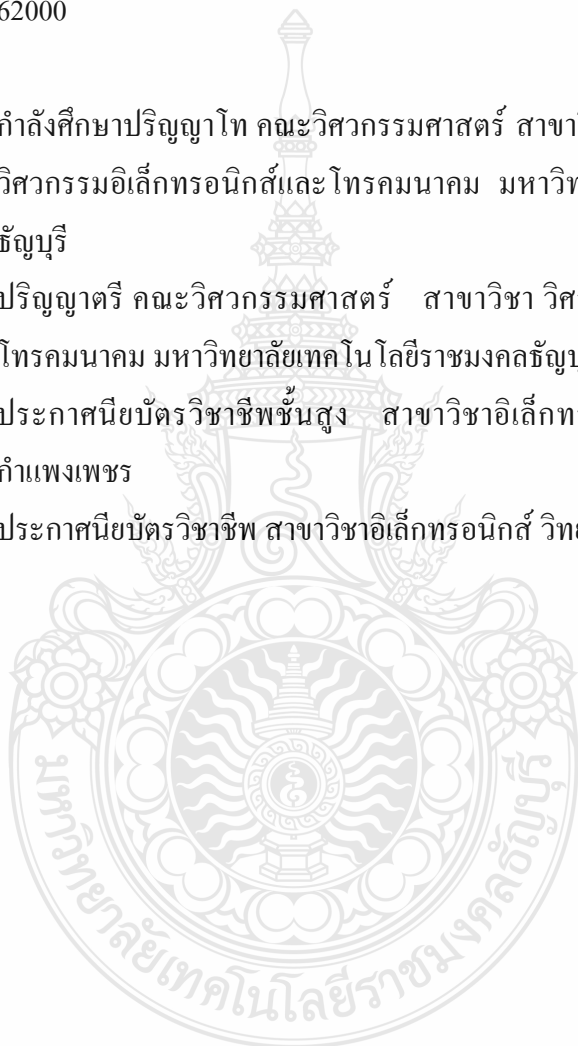 62000
กำลังศึกษาปริญญาโท คณะวิศวกรรมศาสตร์ สาขา
วิศวกรรมอิเล็กทรอนิกส์และโทรคมนาคม มหาวิท
ธัญบุรี
ปริญญาตรี คณะวิศวกรรมศาสตร์ สาขาวิชา วิศ
โทรคมนาคม มหาวิทยาลัยเทคโนโลยีราชมงคลธัญบุ
ประกาศนียบัตรวิชาชีพชั้นสูง สาขาวิชาอิเล็กท
กำแพงเพชร
ประกาศนียบัตรวิชาชีพ สาขาวิชาอิเล็กทรอนิกส์ วิท
มหาวิทยาลัยเทคโนโลยีราชมงคลธัญบุรี